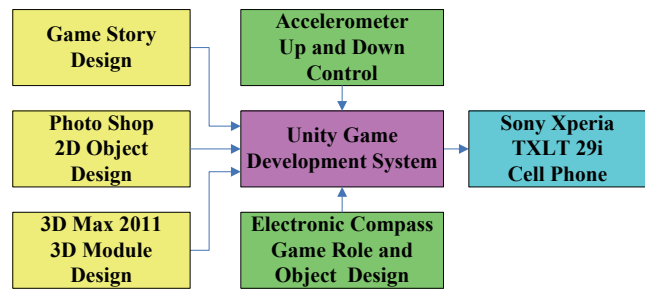 Game Story
Design
Accelerometer
Up and Down
Control
Photo Shop
2D Object
Design
Unity Game
Development System
Sony Xperia
TXLT 29i
Cell Phone
3D Max 2011
3D Module
Design
Electronic Compass
Game Role and
Object Design